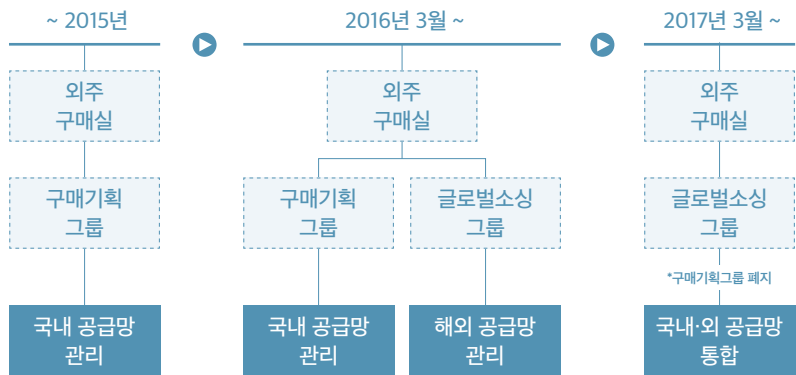 ~ 2015년
외주
구매실
구매기획
그룹
국내 공급망
관리
2016년 3월 ~
외주
구매실
구매기획
그룹
글로벌소싱
그룹
국내 공급망
관리
해외 공급망
관리
2017년 3월 ~
외주
구매실
글로벌소싱
그룹
*구매기획그룹 폐지
국내·외 공급망
통합